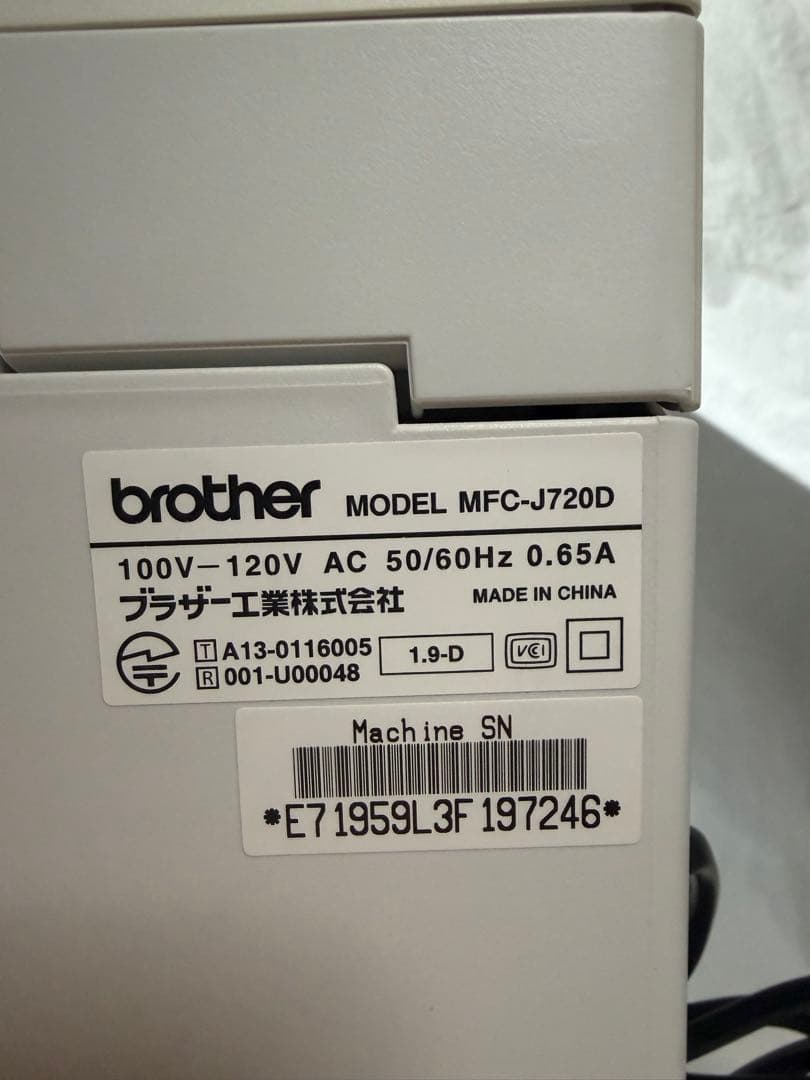 brother MODEL MFC-J720D
100V－120V AC 50/60Hz 0.65A
ブラザー工業株式会社 MADE IN CHINA
T A13-0116005 1.9-D VCI
R 001-U00048
Machine SN
*E71959L3F197246*